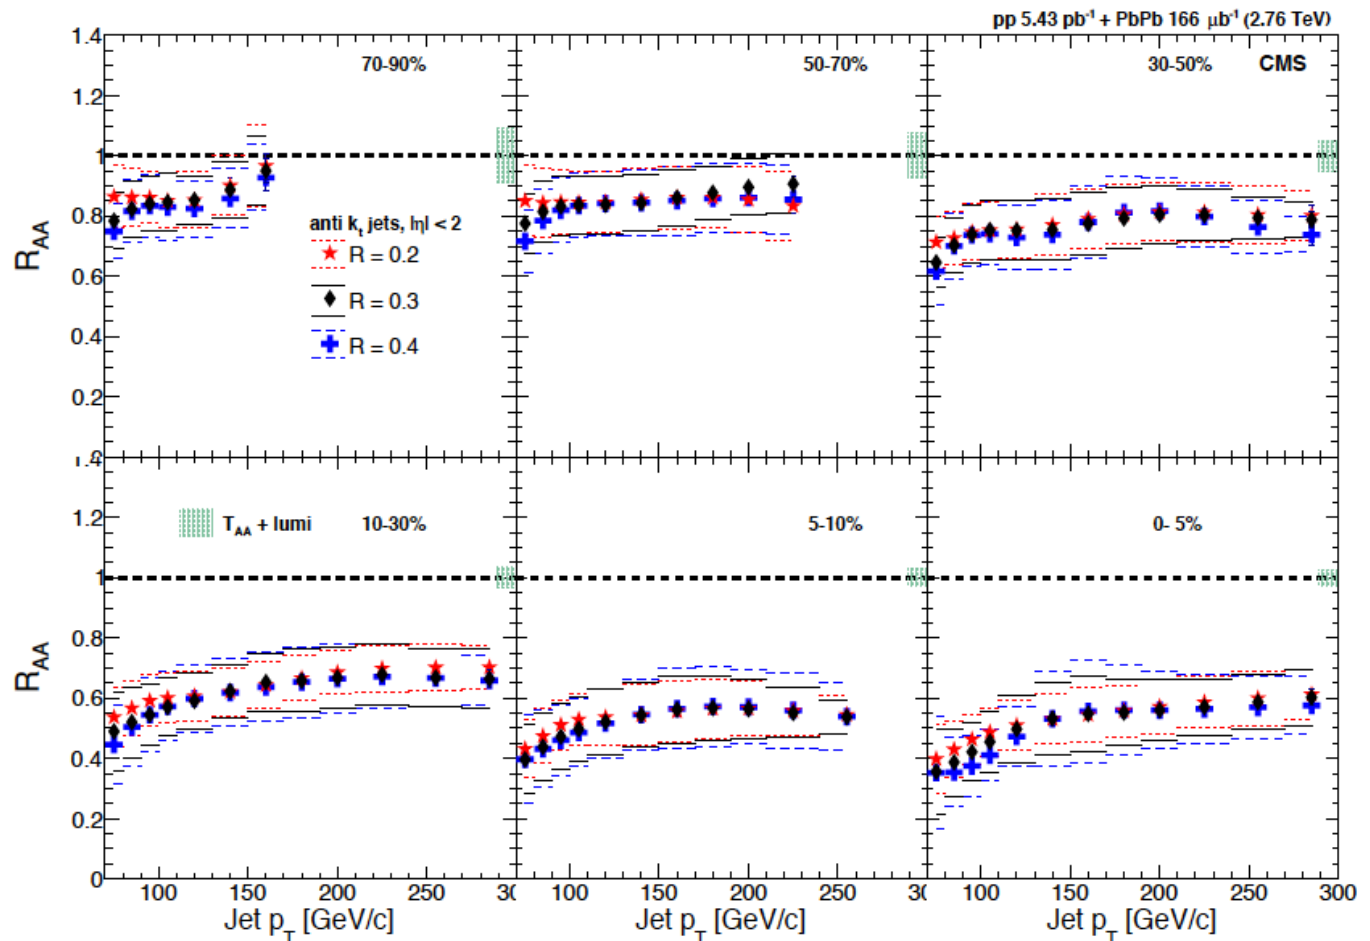 pp 5.43 pb⁻¹ + PbPb 166 μb⁻¹ (2.76 TeV)
1.4
1.2
1
0.8
0.6
0.4
0.2
R_AA
70-90%
anti k_t jets, |η| < 2
R = 0.2
R = 0.3
R = 0.4
50-70%
30-50%
CMS
1.4
1.2
1
0.8
0.6
0.4
0.2
0
R_AA
T_AA + lumi
10-30%
5-10%
0- 5%
100 150 200 250 30
100 150 200 250
100 150 200 250 300
Jet p_T [GeV/c]
Jet p_T [GeV/c]
Jet p_T [GeV/c]